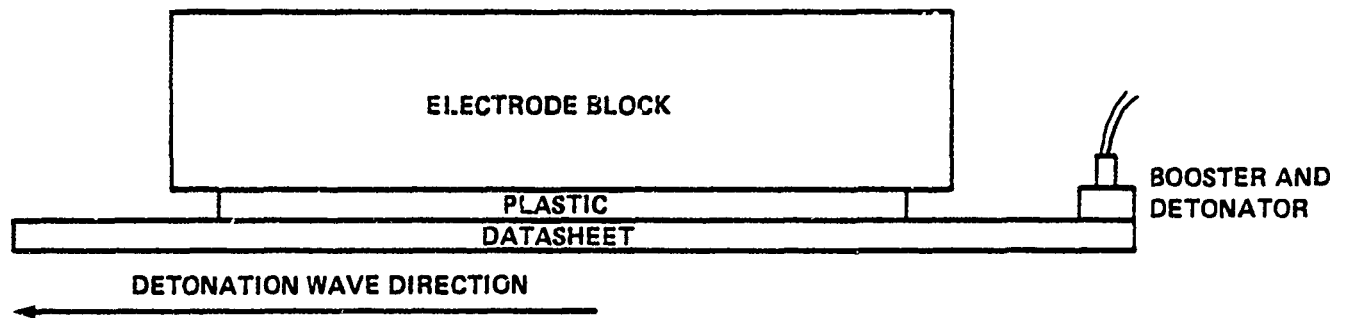 ELECTRODE BLOCK
BOOSTER AND
DETONATOR
PLASTIC
DATASHEET
DETONATION WAVE DIRECTION